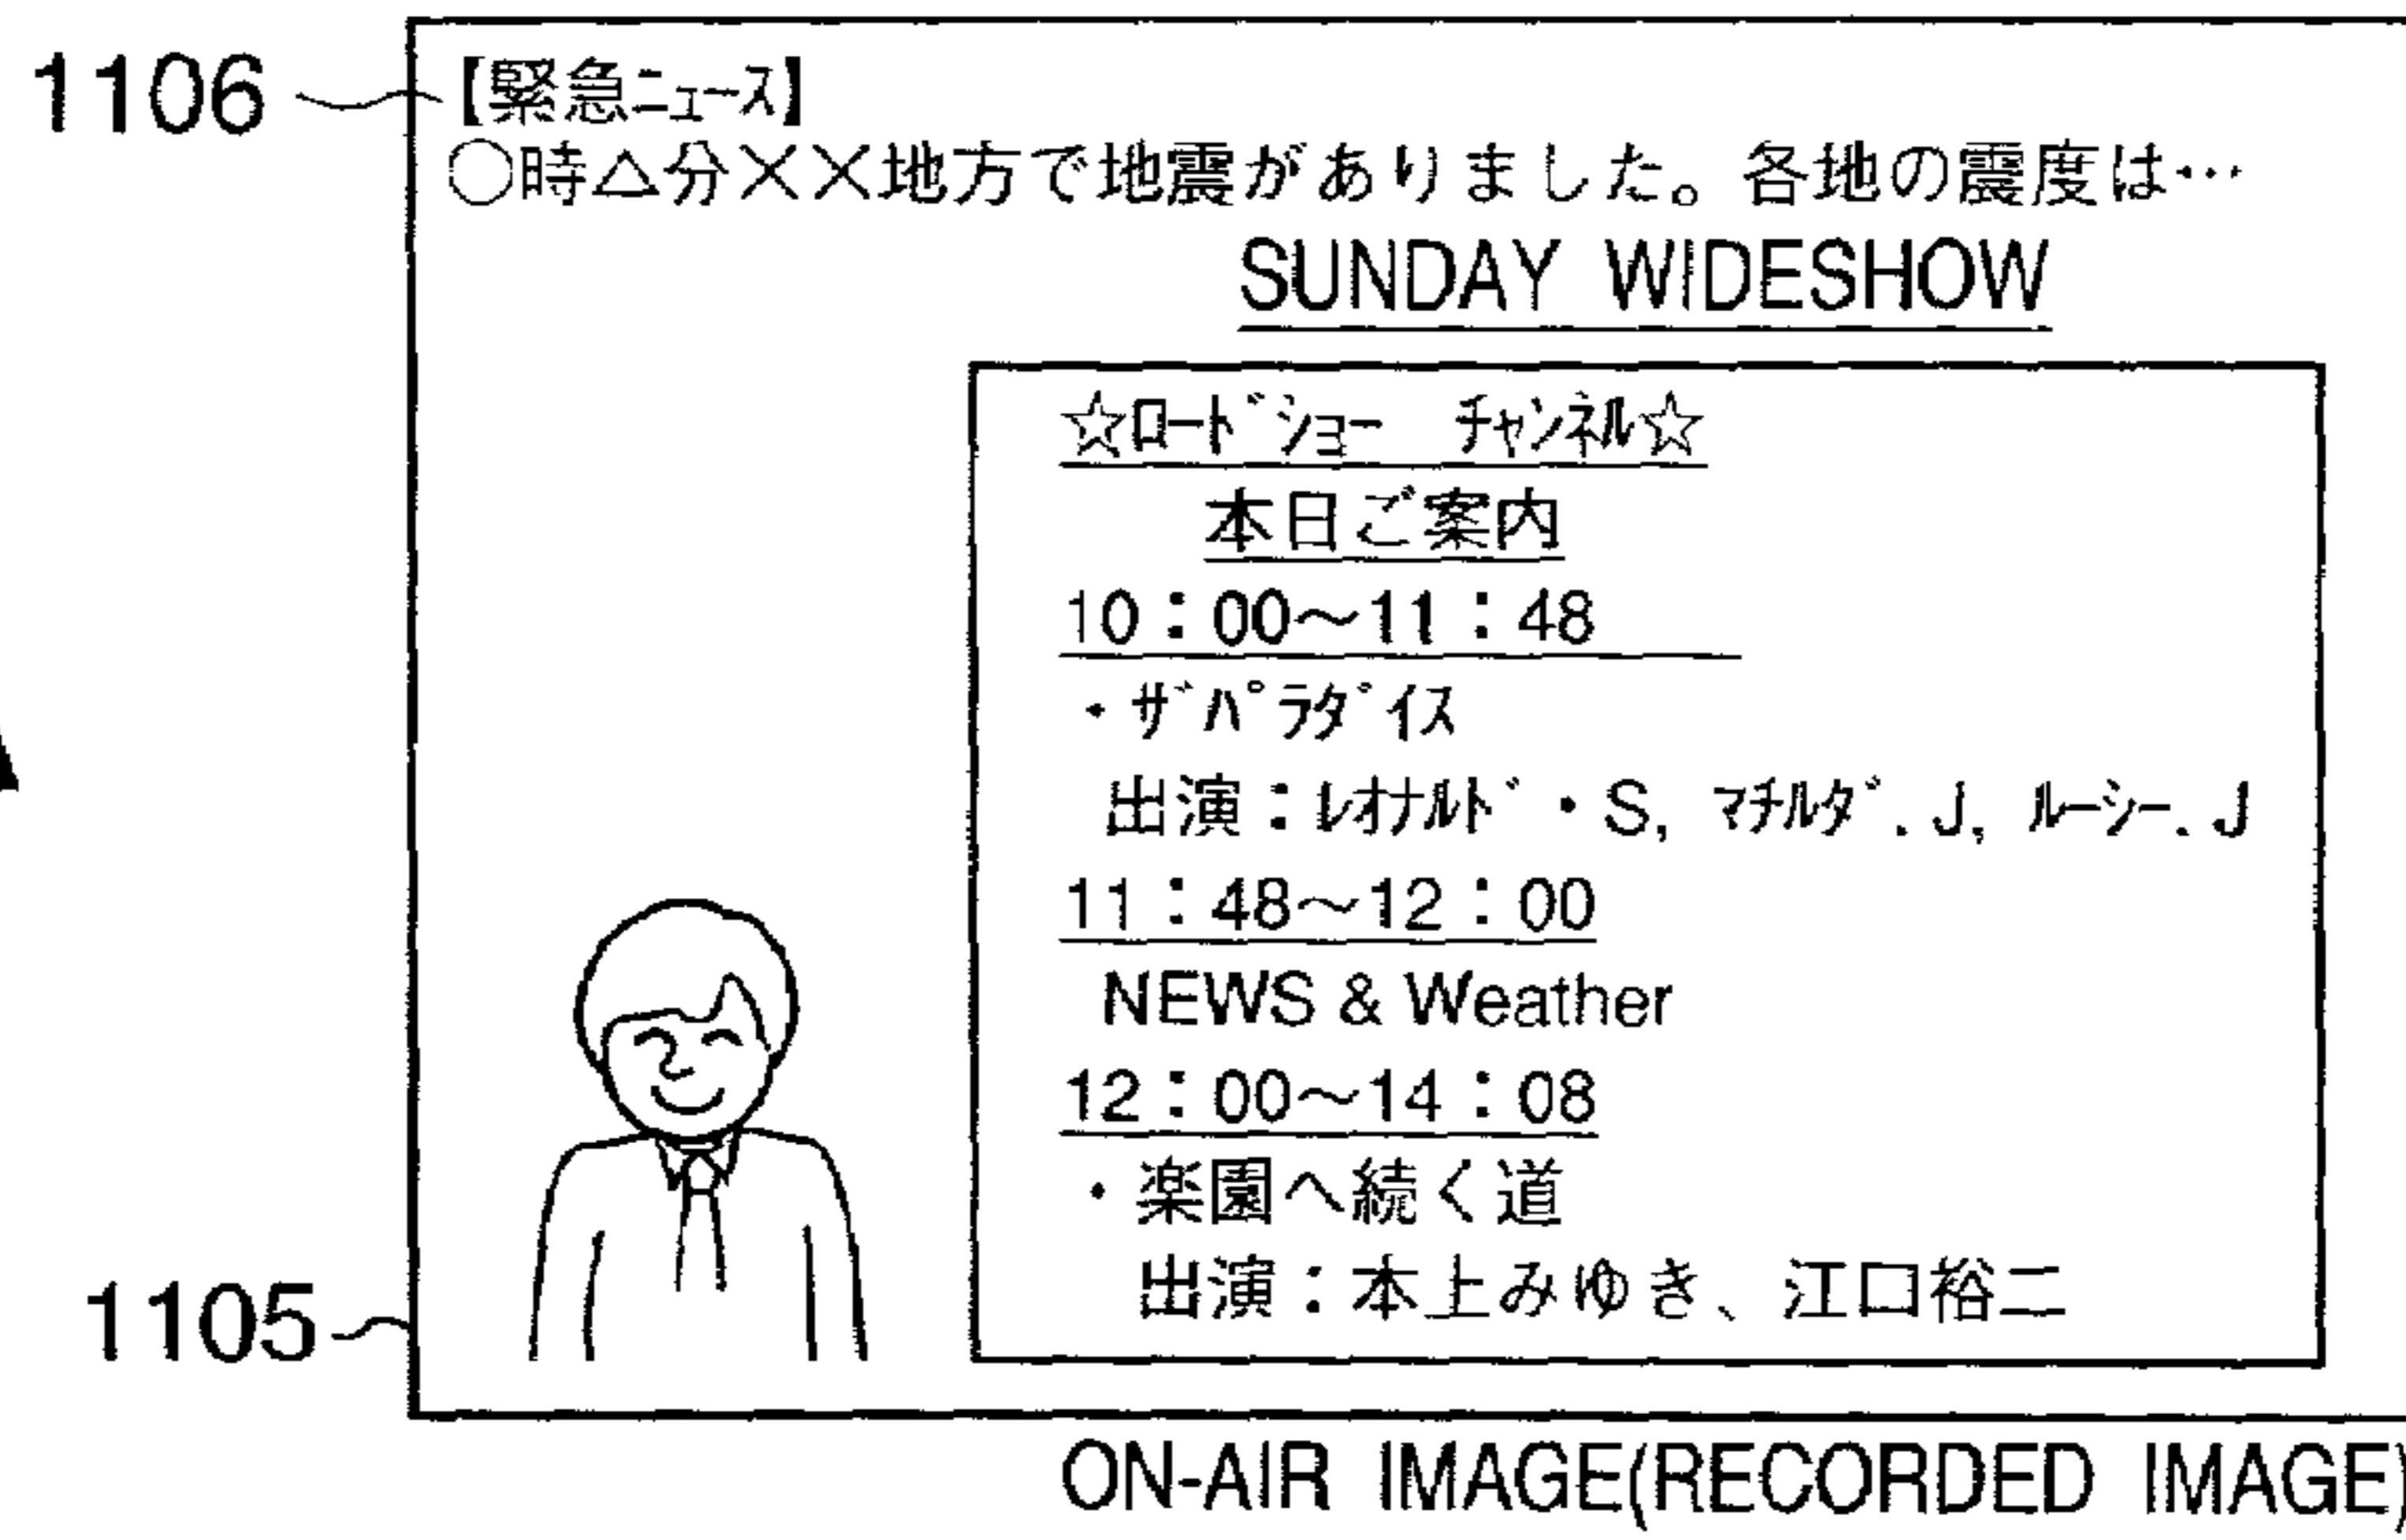 1106
【緊急ﾆｭｰｽ】
○時△分××地方で地震がありました。各地の震度は…
SUNDAY WIDESHOW
☆ﾛｰﾄﾞｼｮｰ ﾁｬﾝﾈﾙ☆
本日ご案内
10：00～11：48
・ｻﾞﾊﾟﾗﾀﾞｲｽ
出演：ﾚｵﾅﾙﾄﾞ・S, ﾏﾁﾙﾀﾞ. J, ﾙｰｼｰ. J
11：48～12：00
NEWS & Weather
12：00～14：08
・楽園へ続く道
出演：本上みゆき、江口裕二
1105
ON-AIR IMAGE(RECORDED IMAGE)